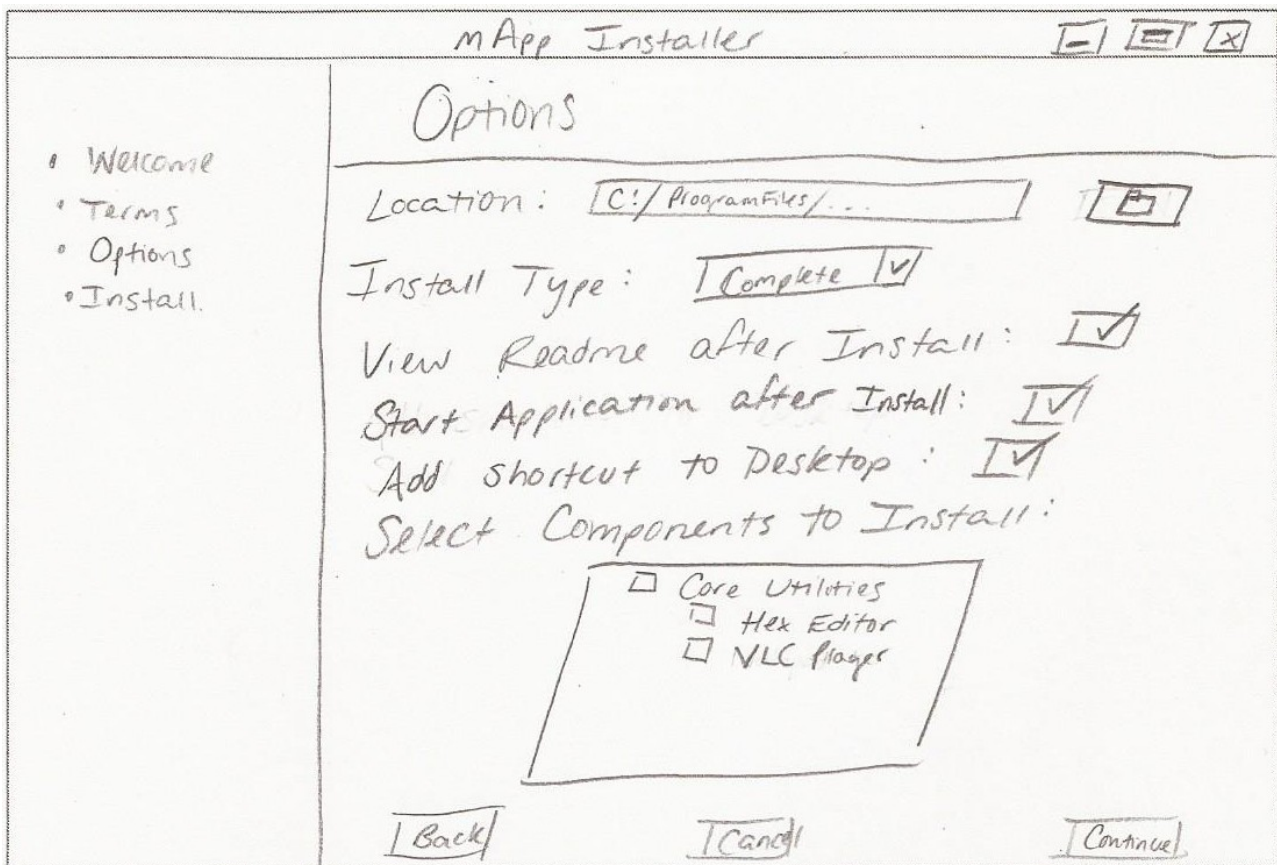 mApp Installer
Options
• Welcome
• Terms
• Options
• Install.
Location: C:/ProgramFiles/...
Install Type: Complete
View Readme after Install:
Start Application after Install:
Add shortcut to Desktop:
Select Components to Install:
Core Utilities
Hex Editor
VLC Player
Back Cancel Continue